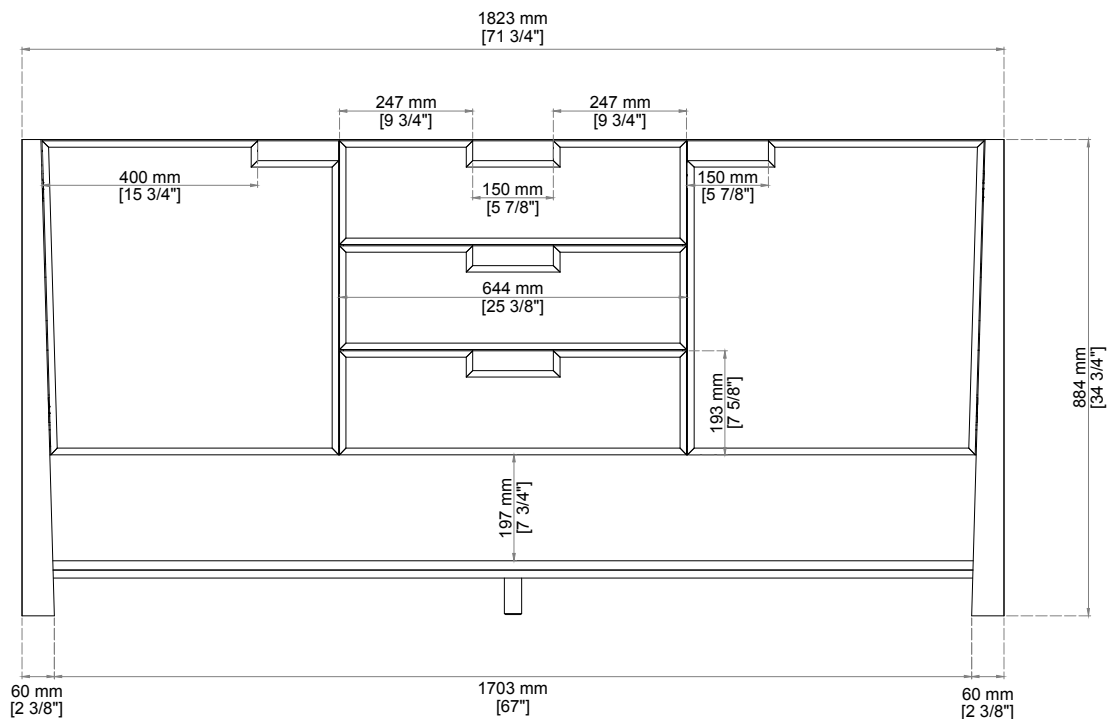 1823 mm
[71 3/4"]
247 mm
[9 3/4"]
247 mm
[9 3/4"]
400 mm
[15 3/4"]
150 mm
[5 7/8"]
150 mm
[5 7/8"]
644 mm
[25 3/8"]
193 mm
[7 5/8"]
884 mm
[34 3/4"]
197 mm
[7 3/4"]
60 mm
[2 3/8"]
1703 mm
[67"]
60 mm
[2 3/8"]